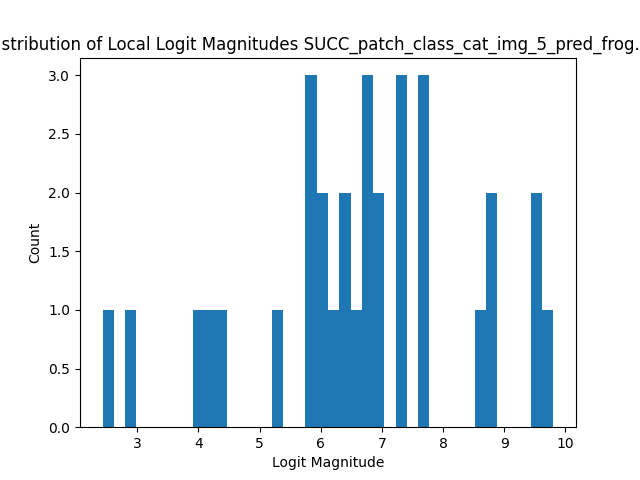 stribution of Local Logit Magnitudes SUCC_patch_class_cat_img_5_pred_frog.
3.0
2.5
2.0
1.5
1.0
0.5
0.0
Count
3 4 5 6 7 8 9 10
Logit Magnitude